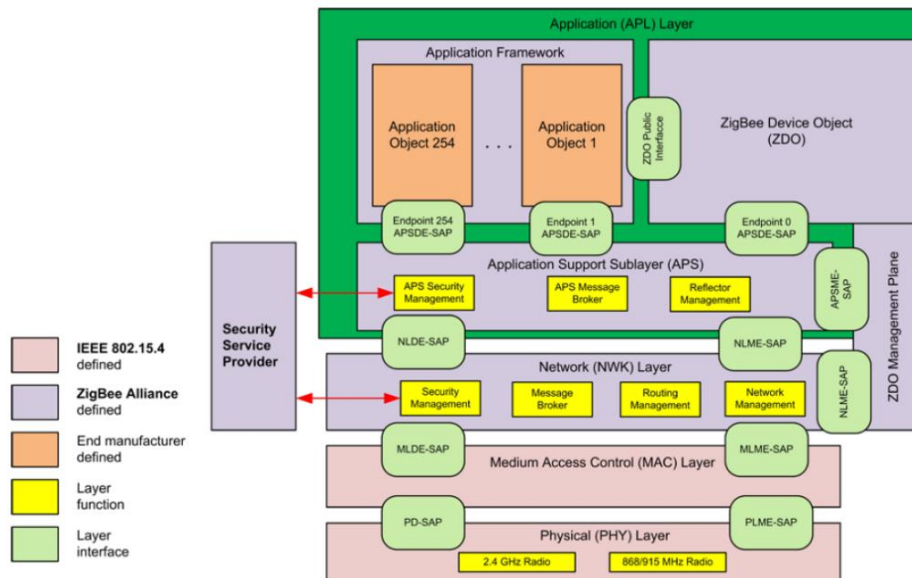 Application (APL) Layer
Application Framework
Application
Object 254
. . .
Application
Object 1
ZDO Public
Interfacce
ZigBee Device Object
(ZDO)
Endpoint 254
APSDE-SAP
Endpoint 1
APSDE-SAP
Endpoint 0
APSDE-SAP
Application Support Sublayer (APS)
APS Security
Management
APS Message
Broker
Reflector
Management
APSME-
SAP
ZDO Management Plane
Security
Service
Provider
NLDE-SAP
NLME-SAP
Network (NWK) Layer
Security
Management
Message
Broker
Routing
Management
Network
Management
NLME-SAP
MLDE-SAP
MLME-SAP
Medium Access Control (MAC) Layer
PD-SAP
PLME-SAP
Physical (PHY) Layer
2.4 GHz Radio
868/915 MHz Radio
IEEE 802.15.4
defined
ZigBee Alliance
defined
End manufacturer
defined
Layer
function
Layer
interface